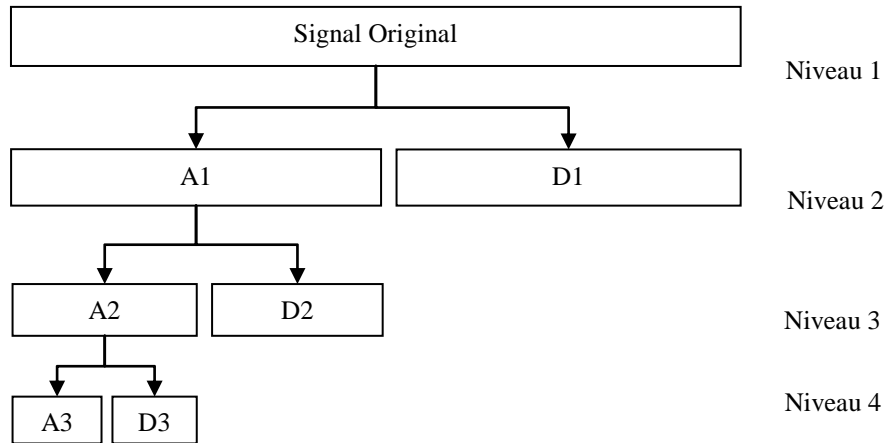 Signal Original
Niveau 1
A1
D1
Niveau 2
A2
D2
Niveau 3
A3
D3
Niveau 4